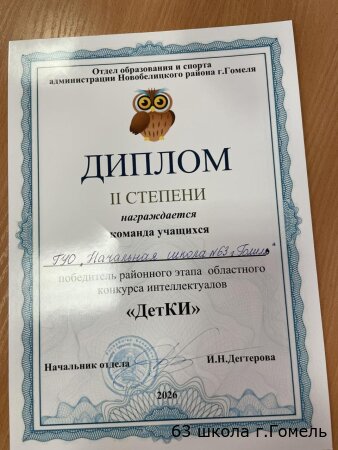 Отдел образования и спорта
администрации Новобелицкого района г.Гомеля
ДИПЛОМ
II СТЕПЕНИ
награждается
команда учащихся
ГУО „Начальная школа №63 г.Гомеля"
победитель районного этапа областного
конкурса интеллектуалов
«ДетКИ»
Начальник отдела И.Н.Дегтерова
2026
63 школа г.Гомель